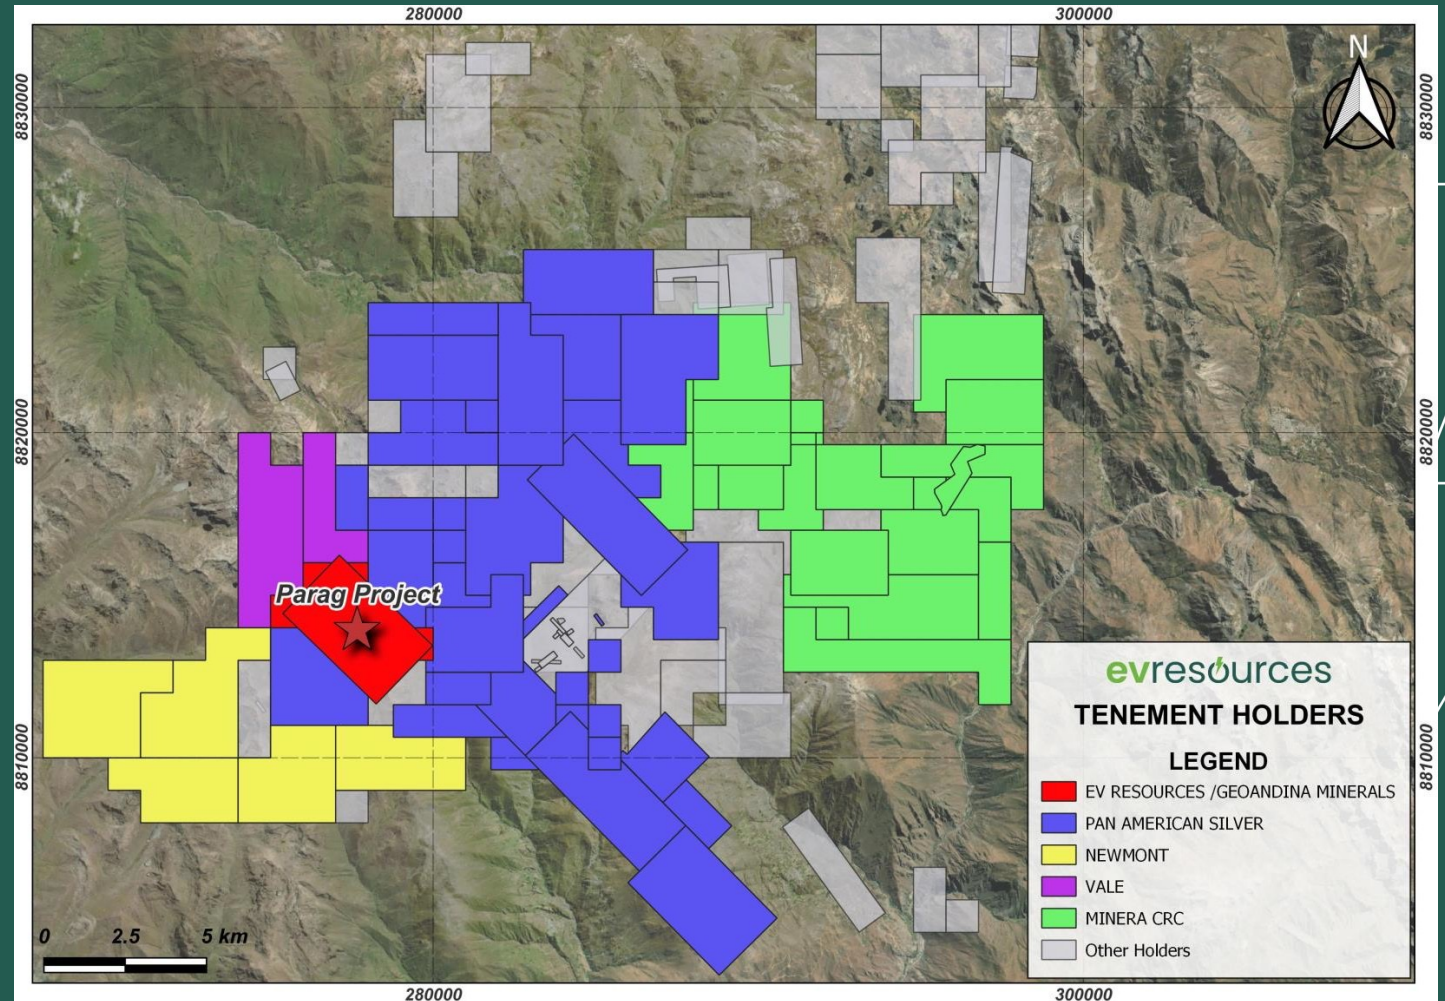 280000
300000
N
8830000
8830000
8820000
8820000
Parag Project
8810000
8810000
evresources
TENEMENT HOLDERS
LEGEND
EV RESOURCES /GEOANDINA MINERALS
PAN AMERICAN SILVER
NEWMONT
VALE
MINERA CRC
Other Holders
0 2.5 5 km
280000
300000